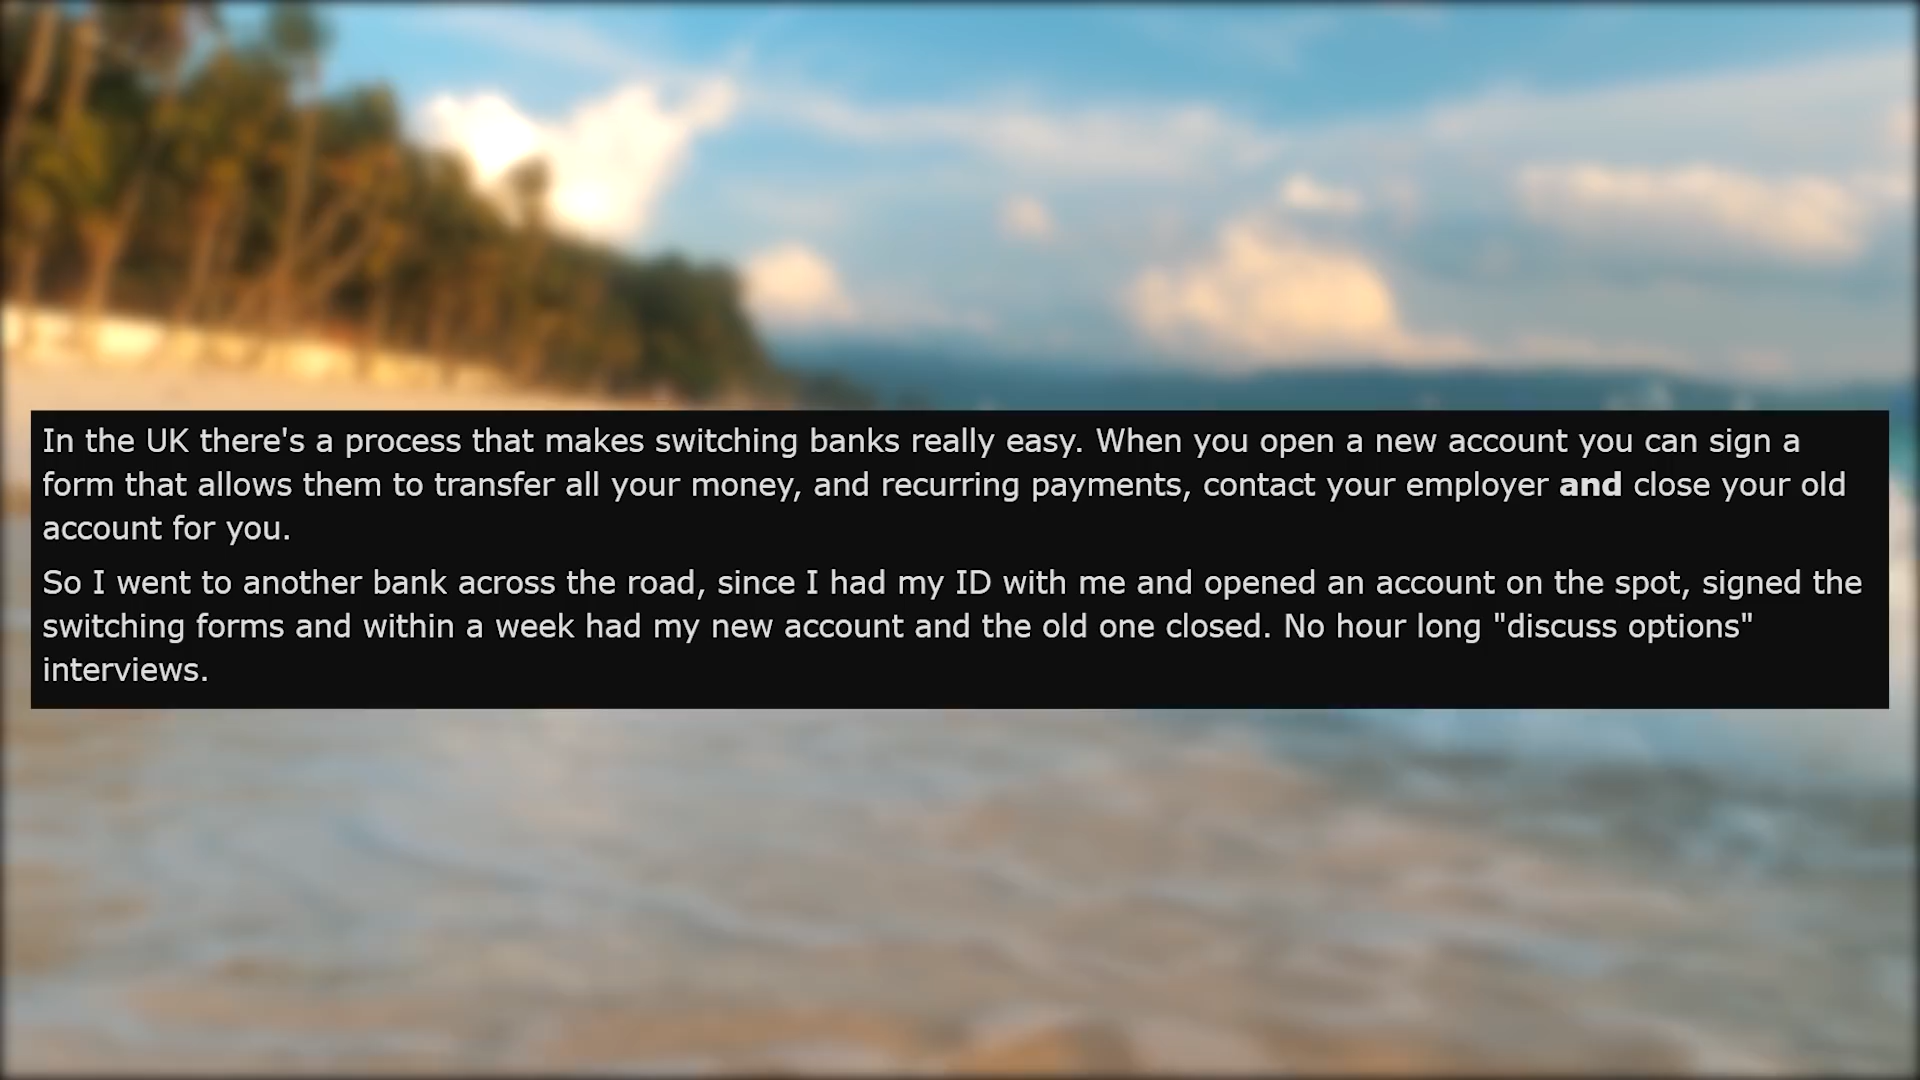 In the UK there's a process that makes switching banks really easy. When you open a new account you can sign a
form that allows them to transfer all your money, and recurring payments, contact your employer and close your old
account for you.
So I went to another bank across the road, since I had my ID with me and opened an account on the spot, signed the
switching forms and within a week had my new account and the old one closed. No hour long "discuss options"
interviews.